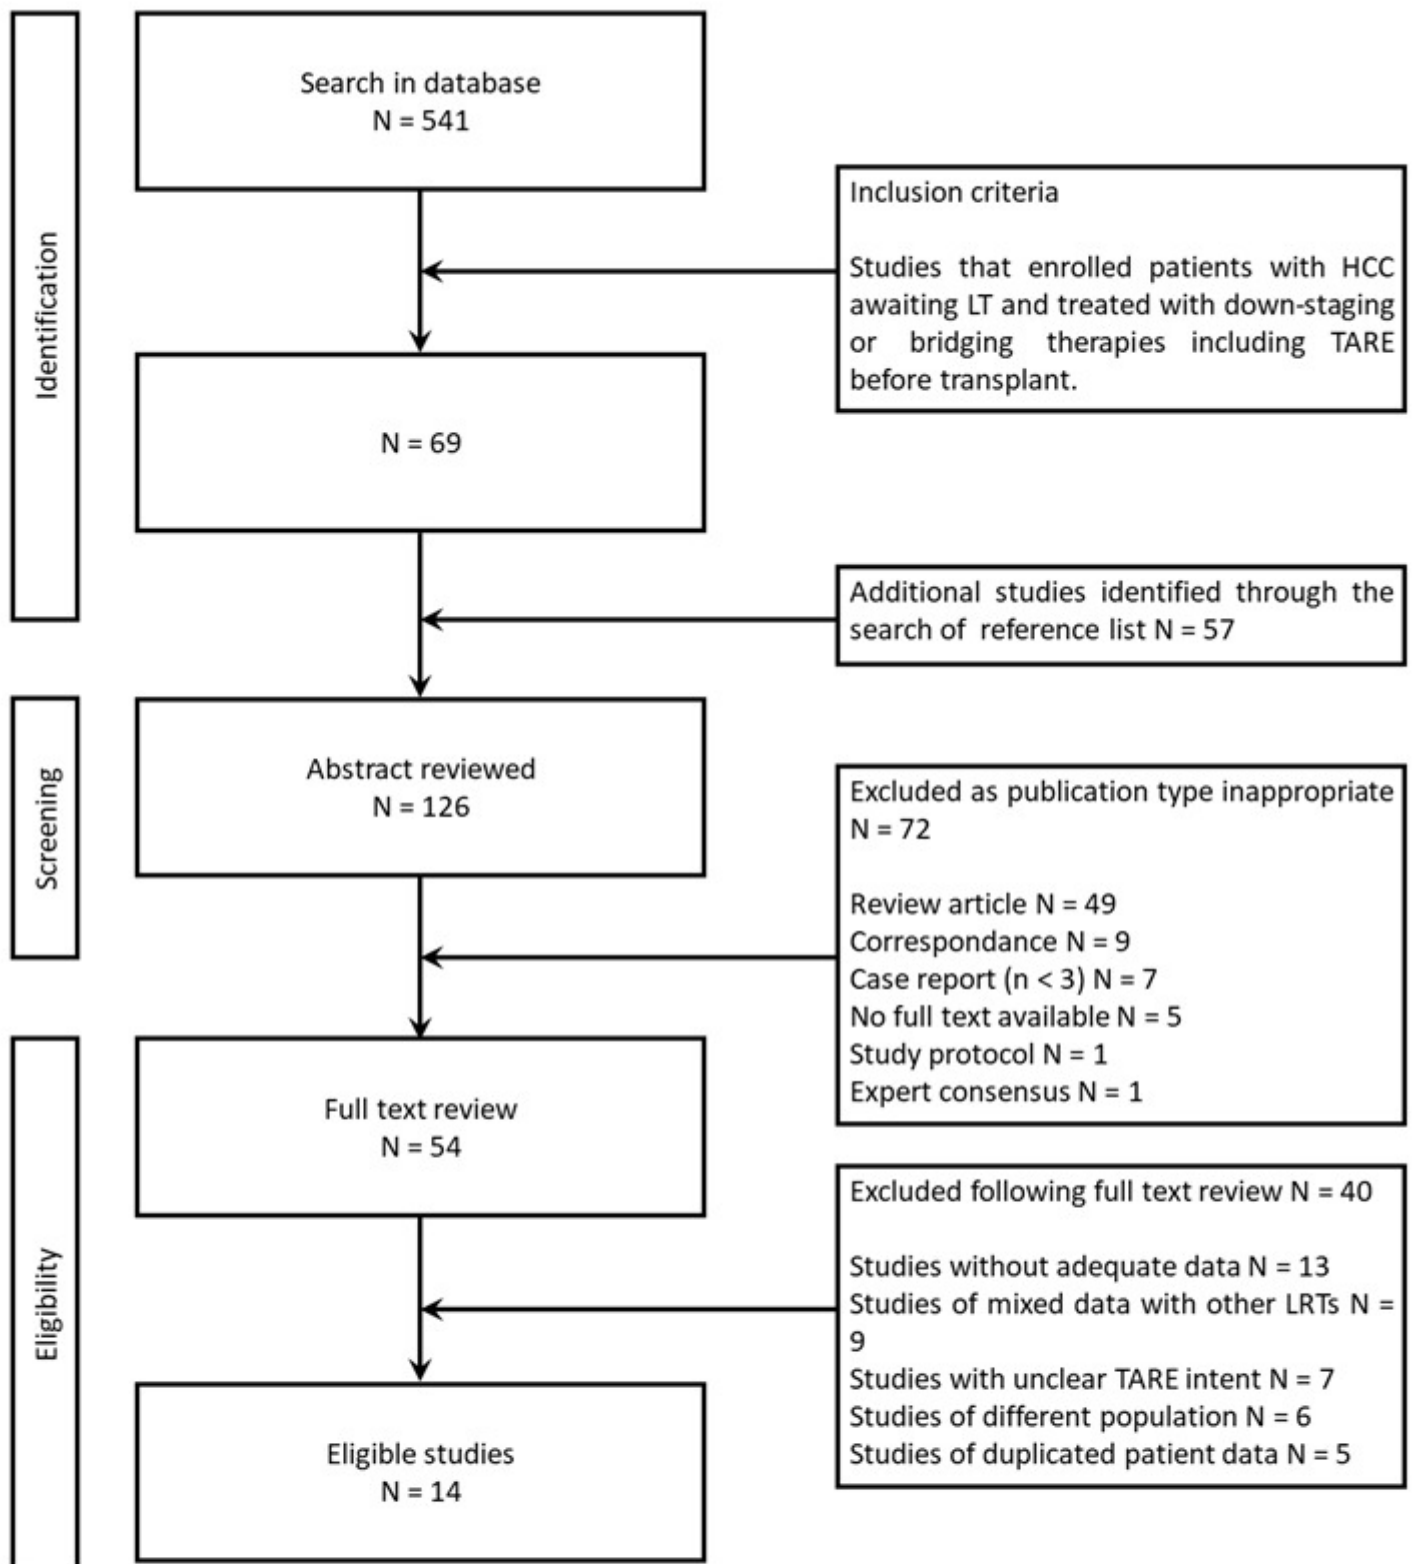 Identification
Search in database
N = 541
Inclusion criteria
Studies that enrolled patients with HCC
awaiting LT and treated with down-staging
or bridging therapies including TARE
before transplant.
N = 69
Additional studies identified through the
search of reference list N = 57
Screening
Abstract reviewed
N = 126
Excluded as publication type inappropriate
N = 72
Review article N = 49
Correspondance N = 9
Case report (n < 3) N = 7
No full text available N = 5
Study protocol N = 1
Expert consensus N = 1
Eligibility
Full text review
N = 54
Excluded following full text review N = 40
Studies without adequate data N = 13
Studies of mixed data with other LRTs N =
9
Studies with unclear TARE intent N = 7
Studies of different population N = 6
Studies of duplicated patient data N = 5
Eligible studies
N = 14